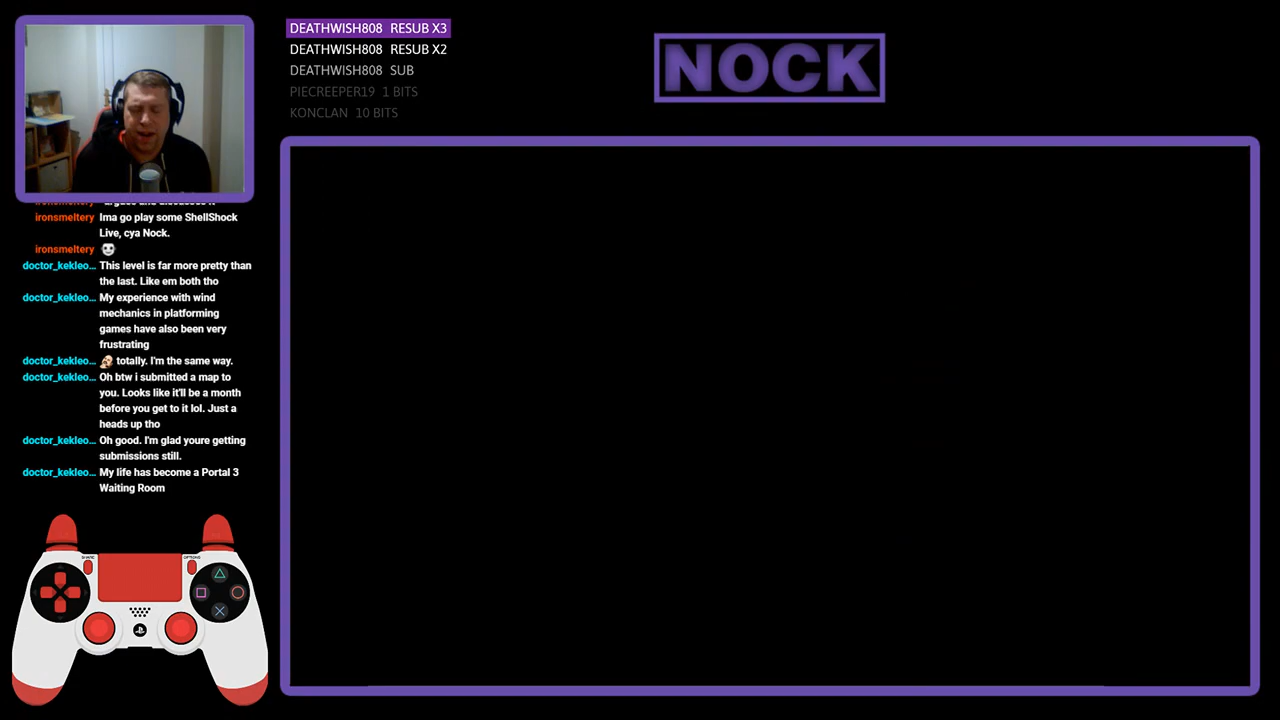 DEATHWISH808 RESUB X3
DEATHWISH808 RESUB X2
DEATHWISH808 SUB
PIECREEPER19 1 BITS
KONCLAN 10 BITS
NOCK
ironsmeltery Ima go play some ShellShock
Live, cya Nock.
ironsmeltery
doctor_kekleo... This level is far more pretty than
the last. Like em both tho
doctor_kekleo... My experience with wind
mechanics in platforming
games have also been very
frustrating
doctor_kekleo... totally. I'm the same way.
doctor_kekleo... Oh btw i submitted a map to
you. Looks like it'll be a month
before you get to it lol. Just a
heads up tho
doctor_kekleo... Oh good. I'm glad youre getting
submissions still.
doctor_kekleo... My life has become a Portal 3
Waiting Room
SHARE
OPTIONS